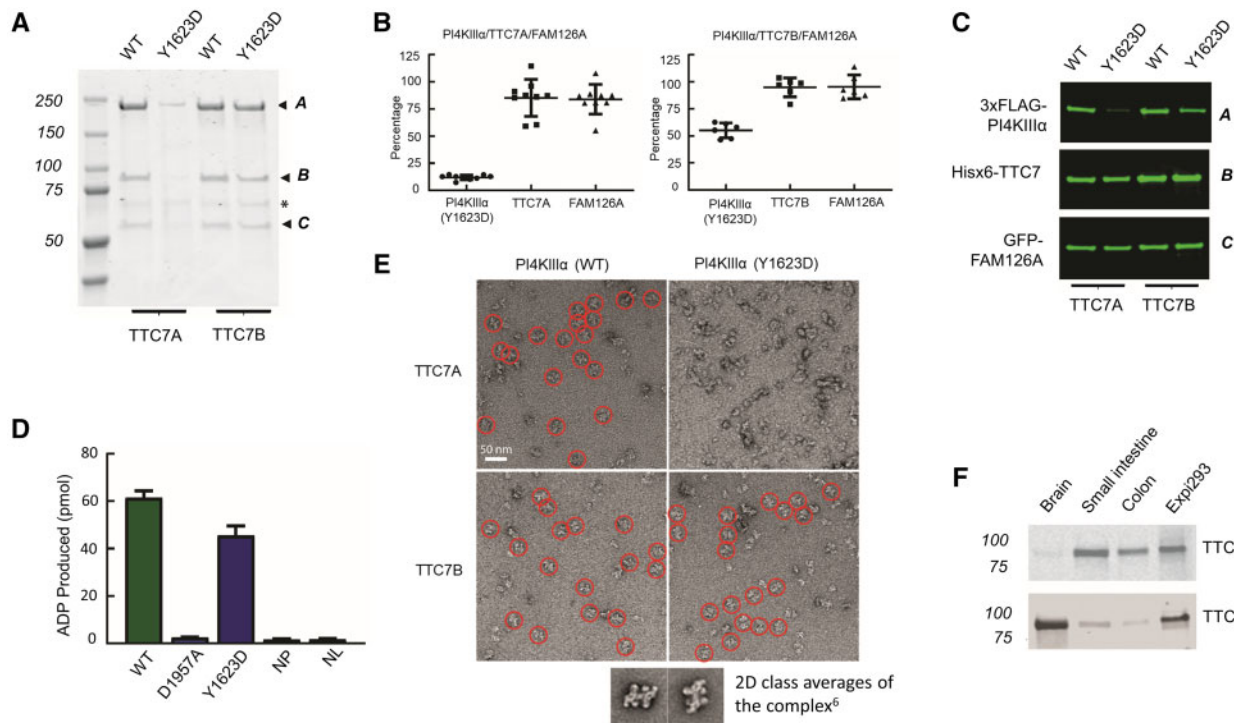 A
WT
Y1623D
WT
Y1623D
250
150
100
75
50
A
B
*
C
TTC7A
TTC7B
B
PI4KIIIα/TTC7A/FAM126A
Percentage
125
100
75
50
25
0
PI4KIIIα
(Y1623D)
TTC7A
FAM126A
PI4KIIIα/TTC7B/FAM126A
Percentage
125
100
75
50
25
0
PI4KIIIα
(Y1623D)
TTC7B
FAM126A
C
WT
Y1623D
WT
Y1623D
3xFLAG-
PI4KIIIα
A
Hisx6-TTC7
B
GFP-
FAM126A
C
TTC7A
TTC7B
D
ADP Produced (pmol)
80
60
40
20
0
WT
D1957A
Y1623D
NP
NL
E
PI4KIIIα (WT)
PI4KIIIα (Y1623D)
TTC7A
50 nm
TTC7B
2D class averages of
the complex⁶
F
Brain
Small intestine
Colon
Expi293
100
75
TTC
100
75
TTC